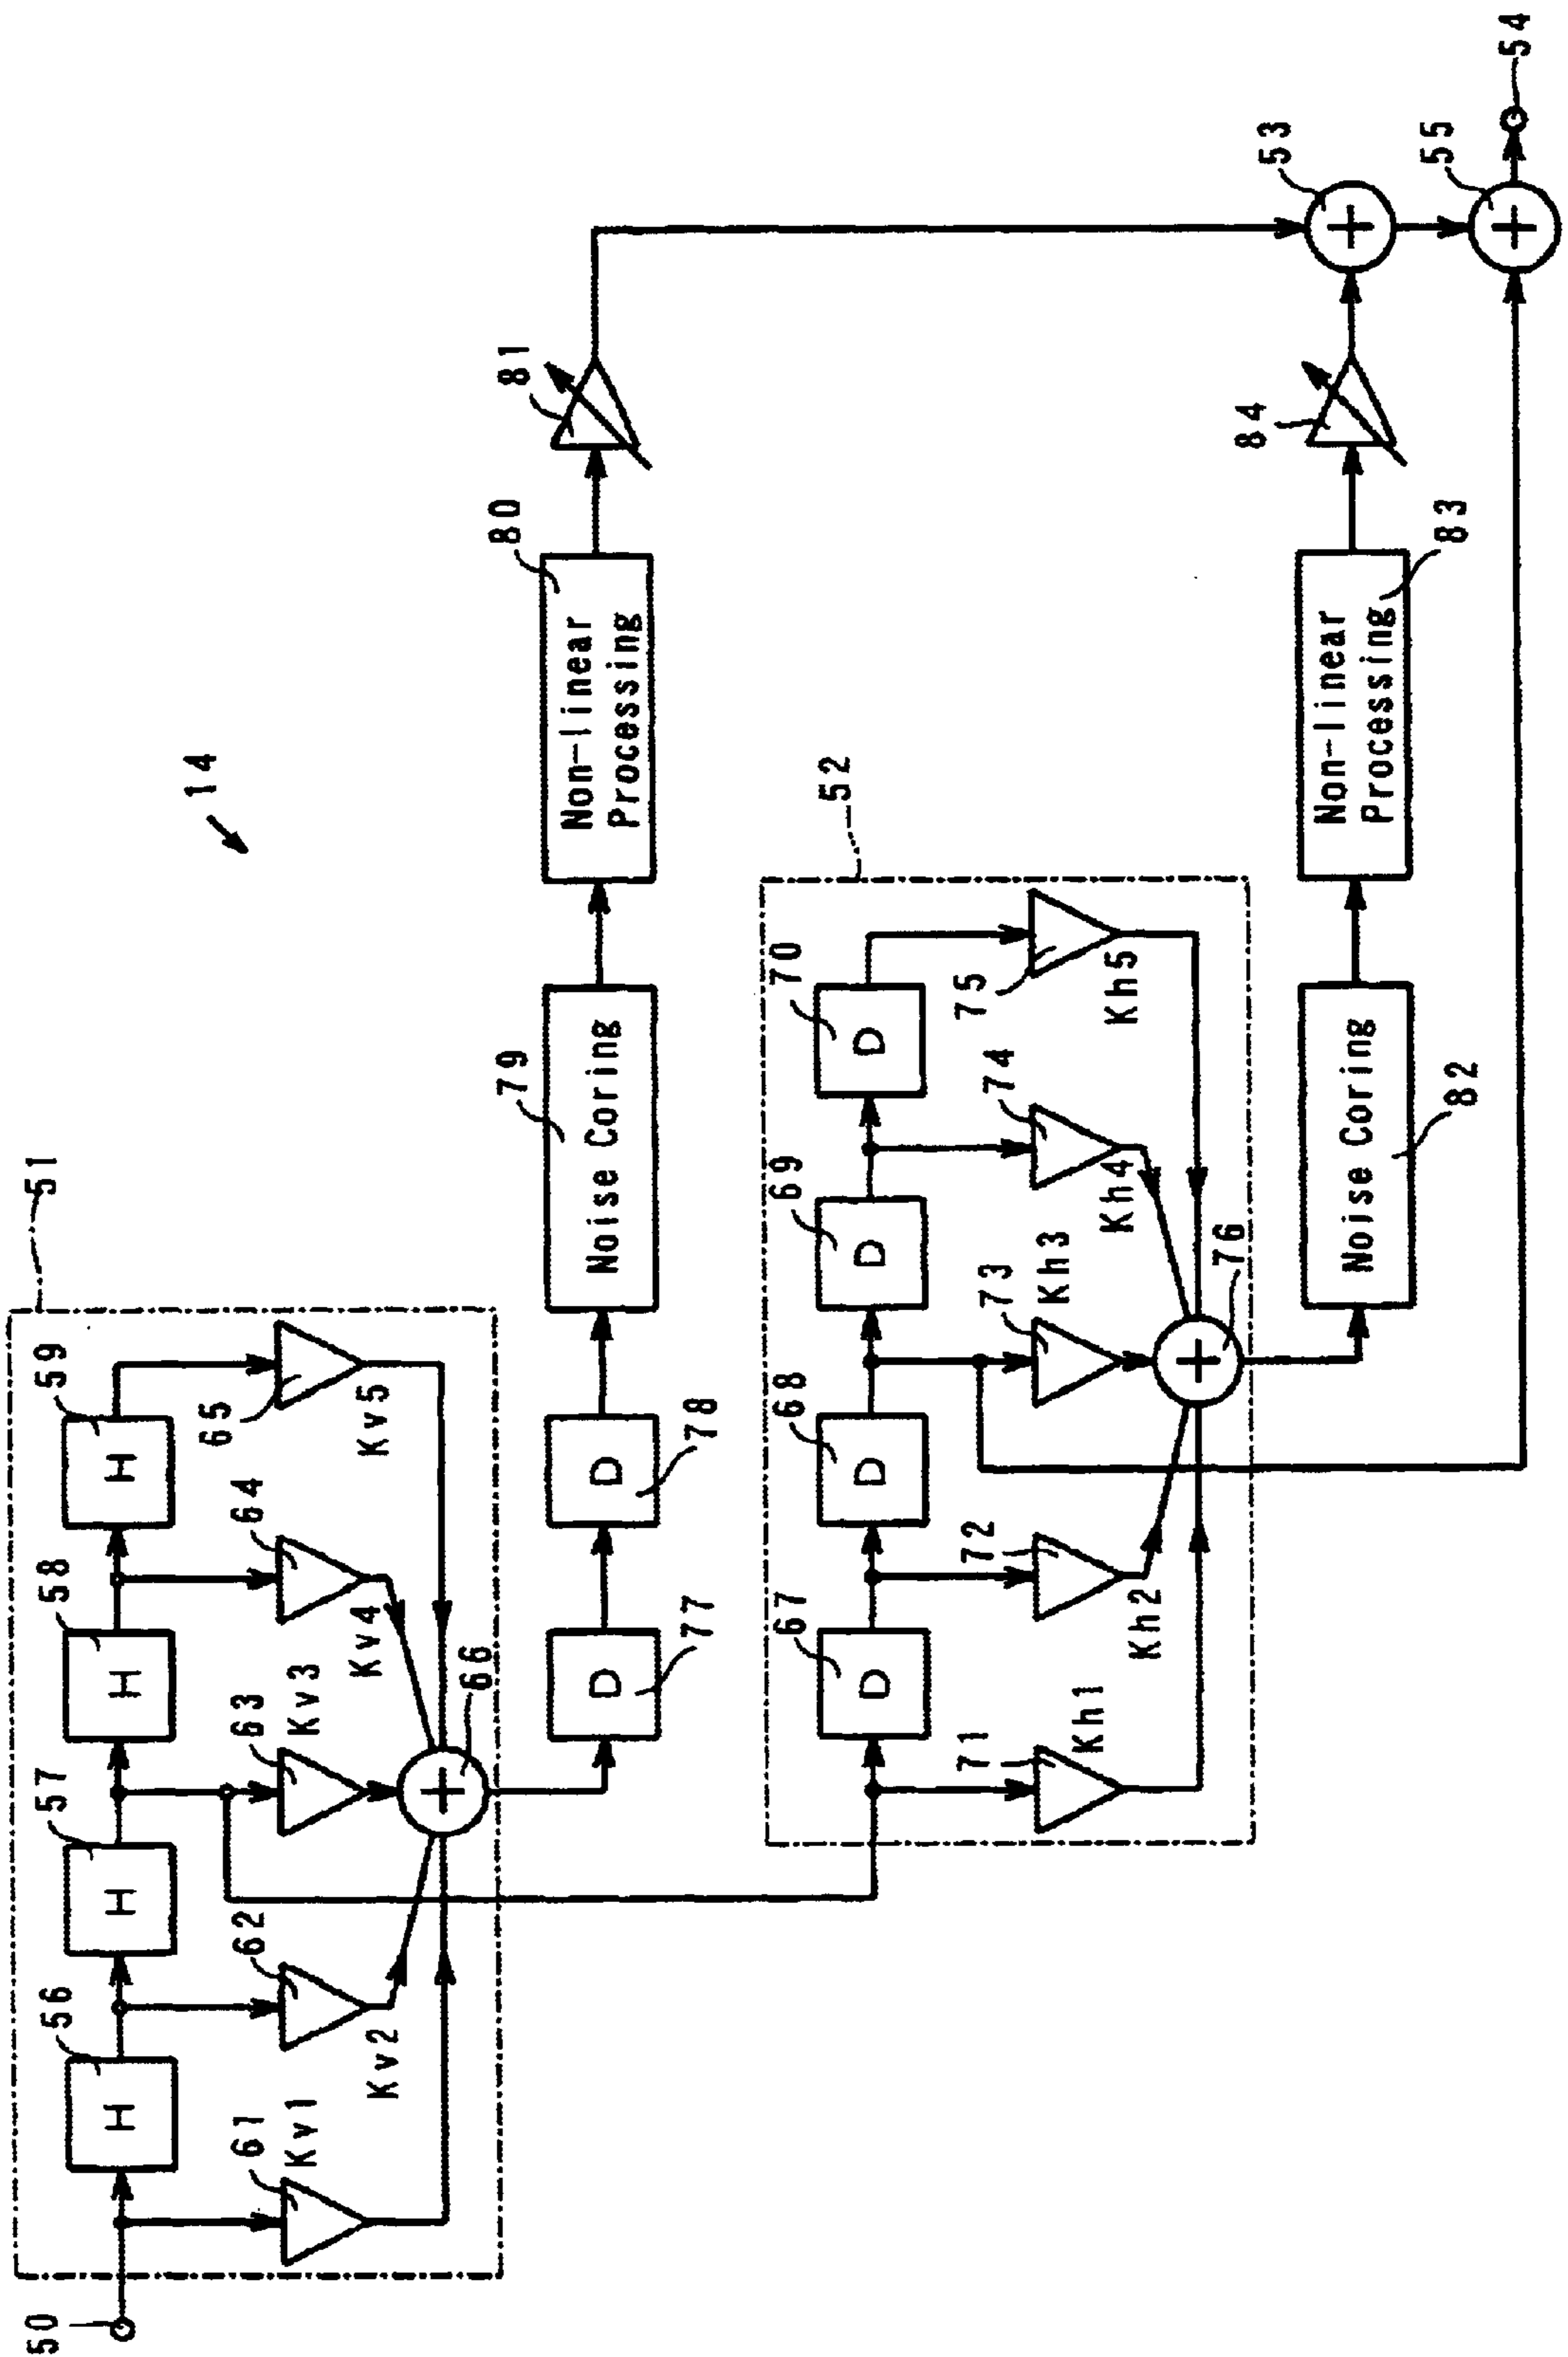 14
51
56
57
58
59
H
H
H
H
50
61
62
63
64
65
Kv1
Kv2
Kv3
Kv4
Kv5
66
77
78
79
80
81
D
D
Noise Coring
Non-linear
Processing
52
67
68
69
70
D
D
D
D
71
72
73
74
75
Kh1
Kh2
Kh3
Kh4
Kh5
76
82
83
84
Noise Coring
Non-linear
Processing
53
55
54